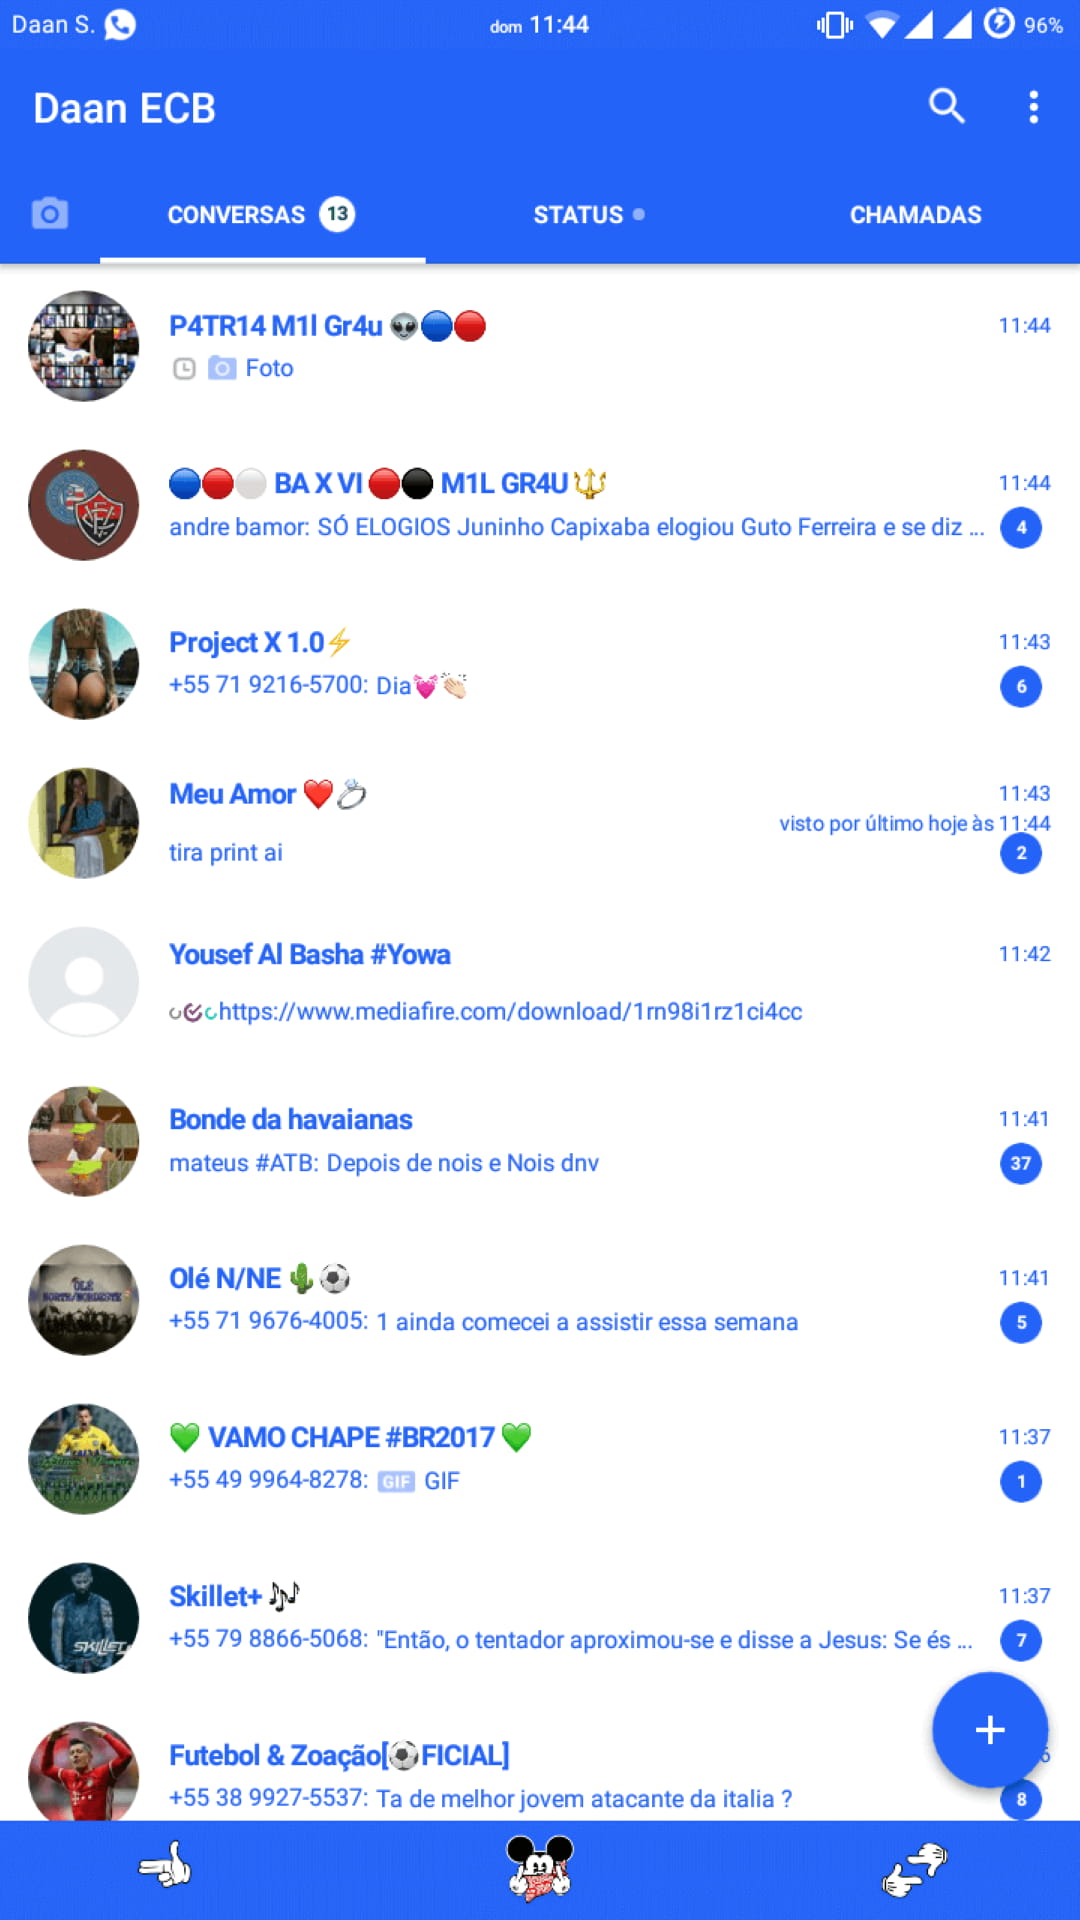 Daan S. dom 11:44 96%
Daan ECB
CONVERSAS 13 STATUS CHAMADAS
P4TR14 M1l Gr4u 👽🔵🔴 11:44
Foto
🔵🔴⚪ BA X VI 🔴⚫ M1L GR4U🔱 11:44
andre bamor: SÓ ELOGIOS Juninho Capixaba elogiou Guto Ferreira e se diz ... 4
Project X 1.0⚡ 11:43
+55 71 9216-5700: Dia💓👏🏻 6
Meu Amor ❤️💍 11:43
visto por último hoje às 11:44
tira print ai 2
Yousef Al Basha #Yowa 11:42
https://www.mediafire.com/download/1rn98i1rz1ci4cc
Bonde da havaianas 11:41
mateus #ATB: Depois de nois e Nois dnv 37
Olé N/NE 🌵⚽ 11:41
OLÉ
NORTE/NORDESTE
+55 71 9676-4005: 1 ainda comecei a assistir essa semana 5
💚 VAMO CHAPE #BR2017 💚 11:37
+55 49 9964-8278: GIF GIF 1
Skillet+ 🎶 11:37
SKILLET
+55 79 8866-5068: "Então, o tentador aproximou-se e disse a Jesus: Se és ... 7
Futebol & Zoação[⚽FICIAL]
+55 38 9927-5537: Ta de melhor jovem atacante da italia ? 8